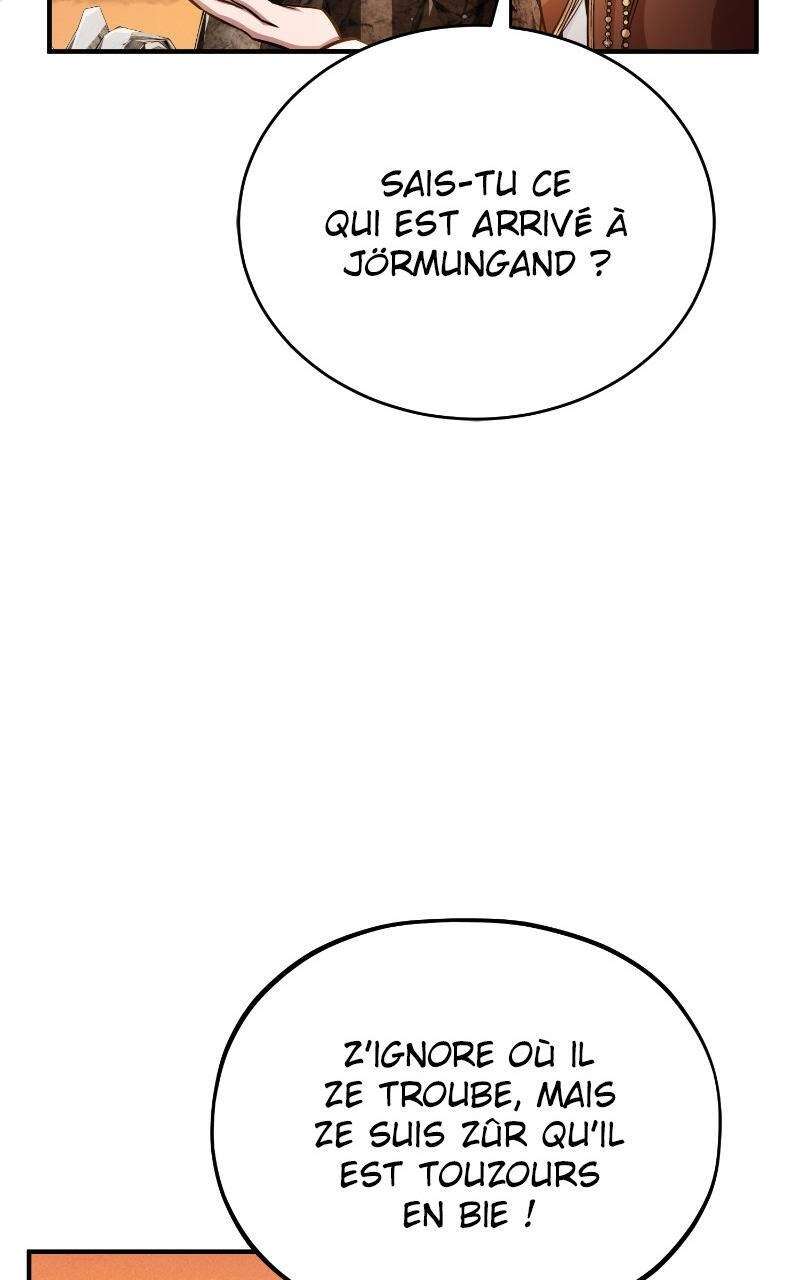 SAIS-TU CE
QUI EST ARRIVÉ À
JÖRMUNGAND ?
Z'IGNORE OÙ IL
ZE TROUBE, MAIS
ZE SUIS ZÛR QU'IL
EST TOUZOURS
EN BIE !